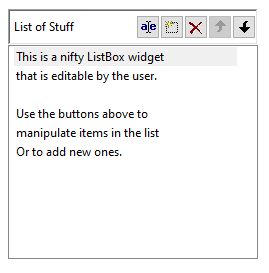 List of Stuff
This is a nifty ListBox widget
that is editable by the user.
Use the buttons above to
manipulate items in the list
Or to add new ones.